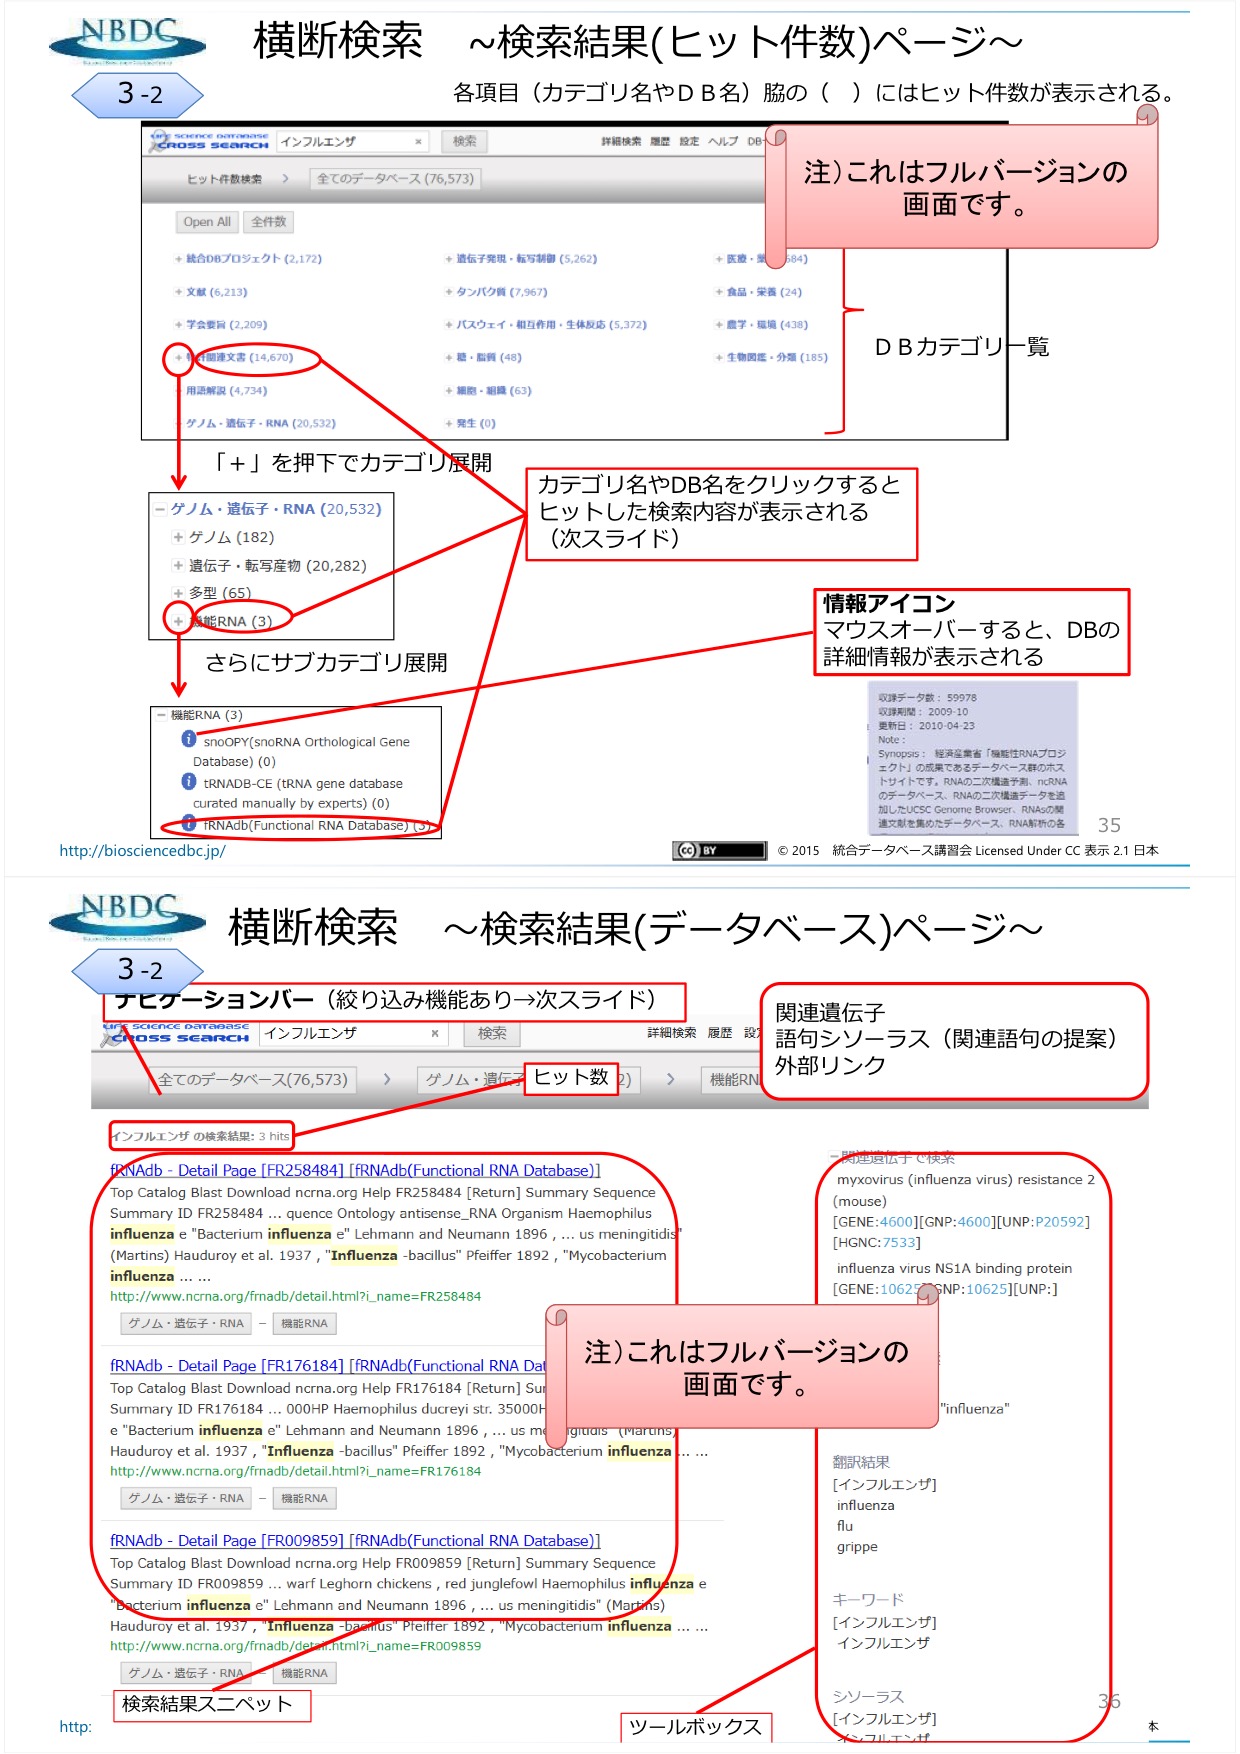 NBDC
横断検索　~検索結果(ヒット件数)ページ～
3-2
各項目（カテゴリ名やＤＢ名）脇の（　）にはヒット件数が表示される。
LIFE SCIENCE DATABASE
CROSS SEARCH
インフルエンザ × 検索
詳細検索 履歴 設定 ヘルプ DB
注）これはフルバージョンの
画面です。
ヒット件数検索 > 全てのデータベース (76,573)
Open All 全件数
+ 統合DBプロジェクト (2,172)
+ 遺伝子発現・転写制御 (5,262)
+ 医療・ 84)
+ 文献 (6,213)
+ タンパク質 (7,967)
+ 食品・栄養 (24)
+ 学会要旨 (2,209)
+ パスウェイ・相互作用・生体反応 (5,372)
+ 農学・環境 (438)
+ 特許関連文書 (14,670)
+ 糖・脂質 (48)
+ 生物図鑑・分類 (185)
ＤＢカテゴリ一覧
用語解説 (4,734)
+ 細胞・組織 (63)
ゲノム・遺伝子・RNA (20,532)
+ 発生 (0)
「＋」を押下でカテゴリ展開
カテゴリ名やDB名をクリックすると
ヒットした検索内容が表示される
（次スライド）
− ゲノム・遺伝子・RNA (20,532)
+ ゲノム (182)
+ 遺伝子・転写産物 (20,282)
+ 多型 (65)
+ 機能RNA (3)
情報アイコン
マウスオーバーすると、DBの
詳細情報が表示される
さらにサブカテゴリ展開
− 機能RNA (3)
snoOPY(snoRNA Orthological Gene
Database) (0)
tRNADB-CE (tRNA gene database
curated manually by experts) (0)
fRNAdb(Functional RNA Database) (3)
収録データ数： 59978
収録期間： 2009-10
更新日： 2010-04-23
Note：
Synopsis： 経済産業省「機能性RNAプロジ
ェクト」の成果であるデータベース群のホス
トサイトです。RNAの二次構造予測、ncRNA
のデータベース、RNAの二次構造データを追
加したUCSC Genome Browser、RNAsの関
連文献を集めたデータベース、RNA解析の各
35
http://biosciencedbc.jp/
(cc) BY
© 2015　統合データベース講習会 Licensed Under CC 表示 2.1 日本
NBDC
横断検索　～検索結果(データベース)ページ～
3-2
ナビゲーションバー（絞り込み機能あり→次スライド）
関連遺伝子
語句シソーラス（関連語句の提案）
外部リンク
LIFE SCIENCE DATABASE
CROSS SEARCH
インフルエンザ × 検索
詳細検索 履歴 設定
全てのデータベース(76,573) > ゲノム・遺伝子 2) > 機能RN
ヒット数
インフルエンザ の検索結果: 3 hits
fRNAdb - Detail Page [FR258484] [fRNAdb(Functional RNA Database)]
Top Catalog Blast Download ncrna.org Help FR258484 [Return] Summary Sequence
Summary ID FR258484 ... quence Ontology antisense_RNA Organism Haemophilus
influenza e "Bacterium influenza e" Lehmann and Neumann 1896 , ... us meningitidis"
(Martins) Hauduroy et al. 1937 , "Influenza -bacillus" Pfeiffer 1892 , "Mycobacterium
influenza ... ...
http://www.ncrna.org/frnadb/detail.html?i_name=FR258484
ゲノム・遺伝子・RNA − 機能RNA
fRNAdb - Detail Page [FR176184] [fRNAdb(Functional RNA Dat
Top Catalog Blast Download ncrna.org Help FR176184 [Return] Sur
Summary ID FR176184 ... 000HP Haemophilus ducreyi str. 35000H
e "Bacterium influenza e" Lehmann and Neumann 1896 , ... us meningitidis" (Martins)
Hauduroy et al. 1937 , "Influenza -bacillus" Pfeiffer 1892 , "Mycobacterium influenza ... ...
http://www.ncrna.org/frnadb/detail.html?i_name=FR176184
ゲノム・遺伝子・RNA − 機能RNA
fRNAdb - Detail Page [FR009859] [fRNAdb(Functional RNA Database)]
Top Catalog Blast Download ncrna.org Help FR009859 [Return] Summary Sequence
Summary ID FR009859 ... warf Leghorn chickens , red junglefowl Haemophilus influenza e
"Bacterium influenza e" Lehmann and Neumann 1896 , ... us meningitidis" (Martins)
Hauduroy et al. 1937 , "Influenza -bacillus" Pfeiffer 1892 , "Mycobacterium influenza ... ...
http://www.ncrna.org/frnadb/detail.html?i_name=FR009859
ゲノム・遺伝子・RNA − 機能RNA
検索結果スニペット
注）これはフルバージョンの
画面です。
− 関連遺伝子で検索
myxovirus (influenza virus) resistance 2
(mouse)
[GENE:4600][GNP:4600][UNP:P20592]
[HGNC:7533]
influenza virus NS1A binding protein
[GENE:10625][GNP:10625][UNP:]
"influenza"
翻訳結果
[インフルエンザ]
influenza
flu
grippe
キーワード
[インフルエンザ]
インフルエンザ
シソーラス
[インフルエンザ]
インフルエンザ
ツールボックス
36
http:
本